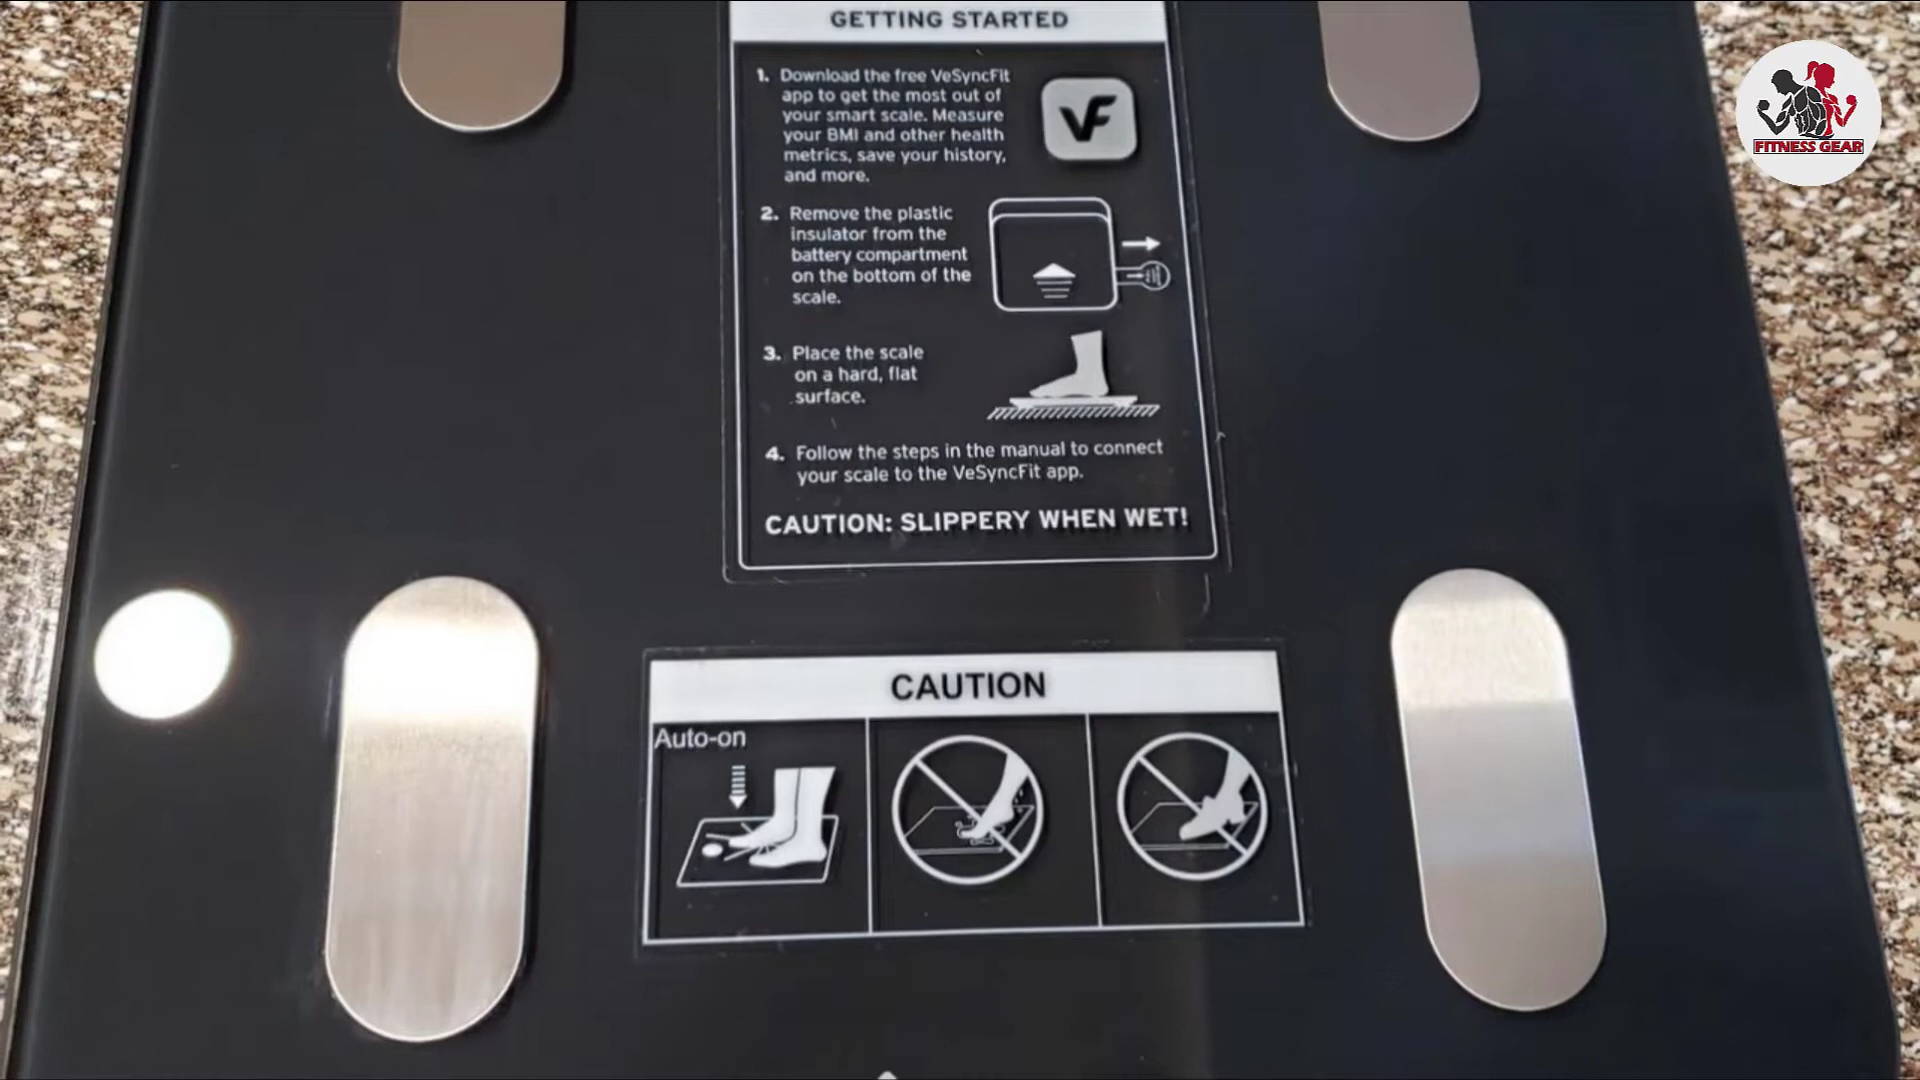 GETTING STARTED
1. Download the free VeSyncFit
app to get the most out of
your smart scale. Measure
your BMI and other health
metrics, save your history,
and more.
VF
2. Remove the plastic
insulator from the
battery compartment
on the bottom of the
scale.
3. Place the scale
on a hard, flat
surface.
4. Follow the steps in the manual to connect
your scale to the VeSyncFit app.
CAUTION: SLIPPERY WHEN WET!
CAUTION
Auto-on
FITNESS GEAR